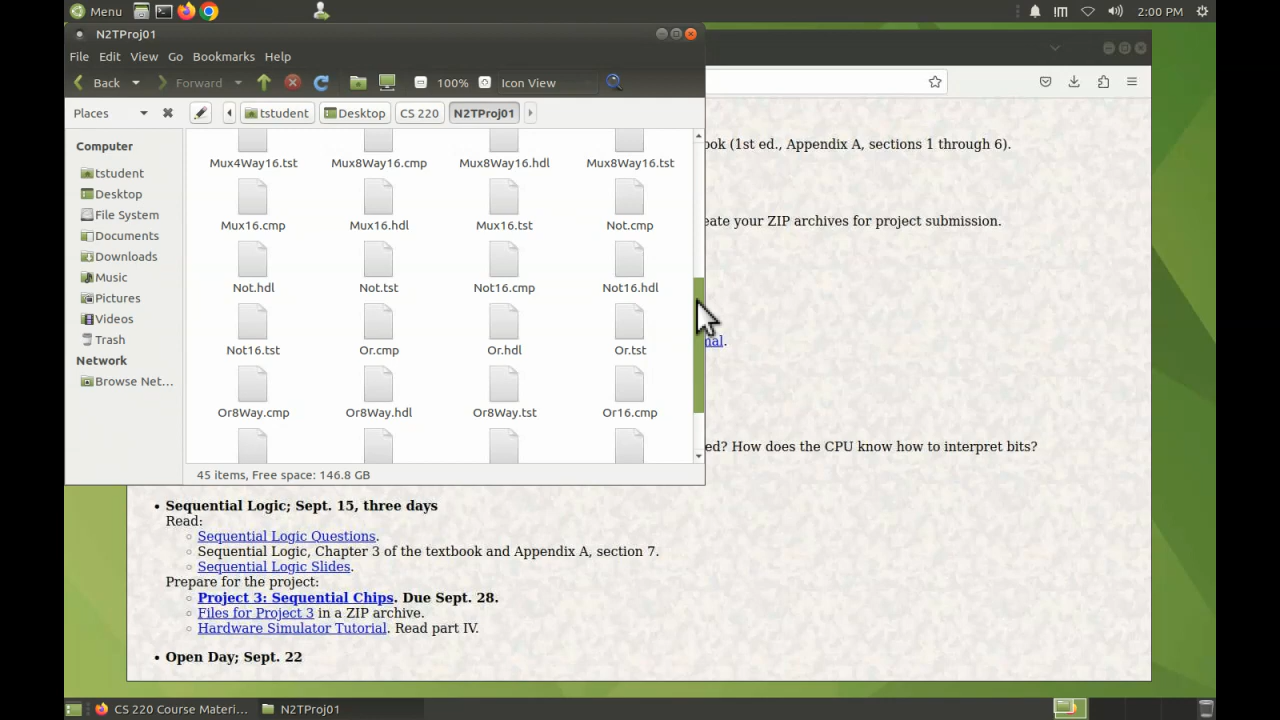 Menu 2:00 PM
N2TProj01
File Edit View Go Bookmarks Help
Back Forward 100% Icon View
Places tstudent Desktop CS 220 N2TProj01
Computer
tstudent
Desktop
File System
Documents
Downloads
Music
Pictures
Videos
Trash
Network
Browse Net...
Mux4Way16.tst Mux8Way16.cmp Mux8Way16.hdl Mux8Way16.tst
Mux16.cmp Mux16.hdl Mux16.tst Not.cmp
Not.hdl Not.tst Not16.cmp Not16.hdl
Not16.tst Or.cmp Or.hdl Or.tst
Or8Way.cmp Or8Way.hdl Or8Way.tst Or16.cmp
45 items, Free space: 146.8 GB
ook (1st ed., Appendix A, sections 1 through 6).
eate your ZIP archives for project submission.
nal.
ed? How does the CPU know how to interpret bits?
• Sequential Logic; Sept. 15, three days
Read:
Sequential Logic Questions.
Sequential Logic, Chapter 3 of the textbook and Appendix A, section 7.
Sequential Logic Slides.
Prepare for the project:
Project 3: Sequential Chips. Due Sept. 28.
Files for Project 3 in a ZIP archive.
Hardware Simulator Tutorial. Read part IV.
• Open Day; Sept. 22
CS 220 Course Materi... N2TProj01